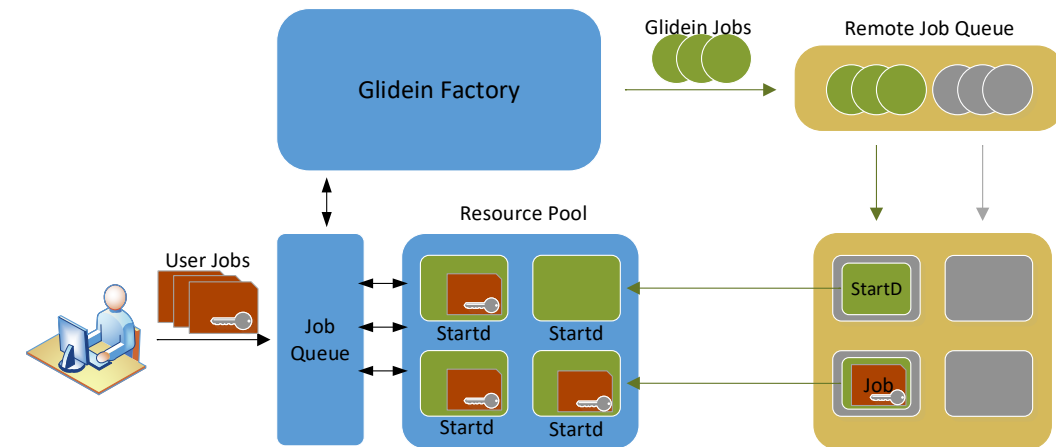 Glidein Jobs
Remote Job Queue
Glidein Factory
Resource Pool
User Jobs
Job
Queue
Startd
Startd
Startd
Startd
StartD
Job